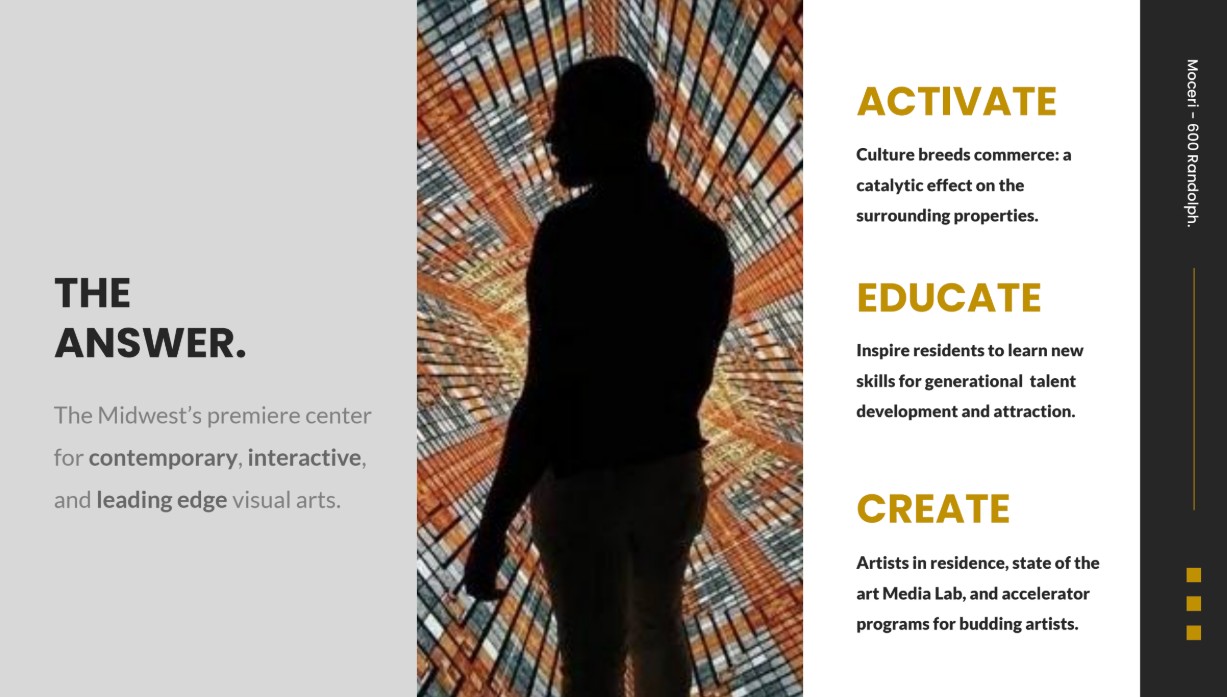 THE
ANSWER.
The Midwest’s premiere center
for contemporary, interactive,
and leading edge visual arts.
ACTIVATE
Culture breeds commerce: a
catalytic effect on the
surrounding properties.
EDUCATE
Inspire residents to learn new
skills for generational  talent
development and attraction.
CREATE
Artists in residence, state of the
art Media Lab, and accelerator
programs for budding artists.
Moceri – 600 Randolph.